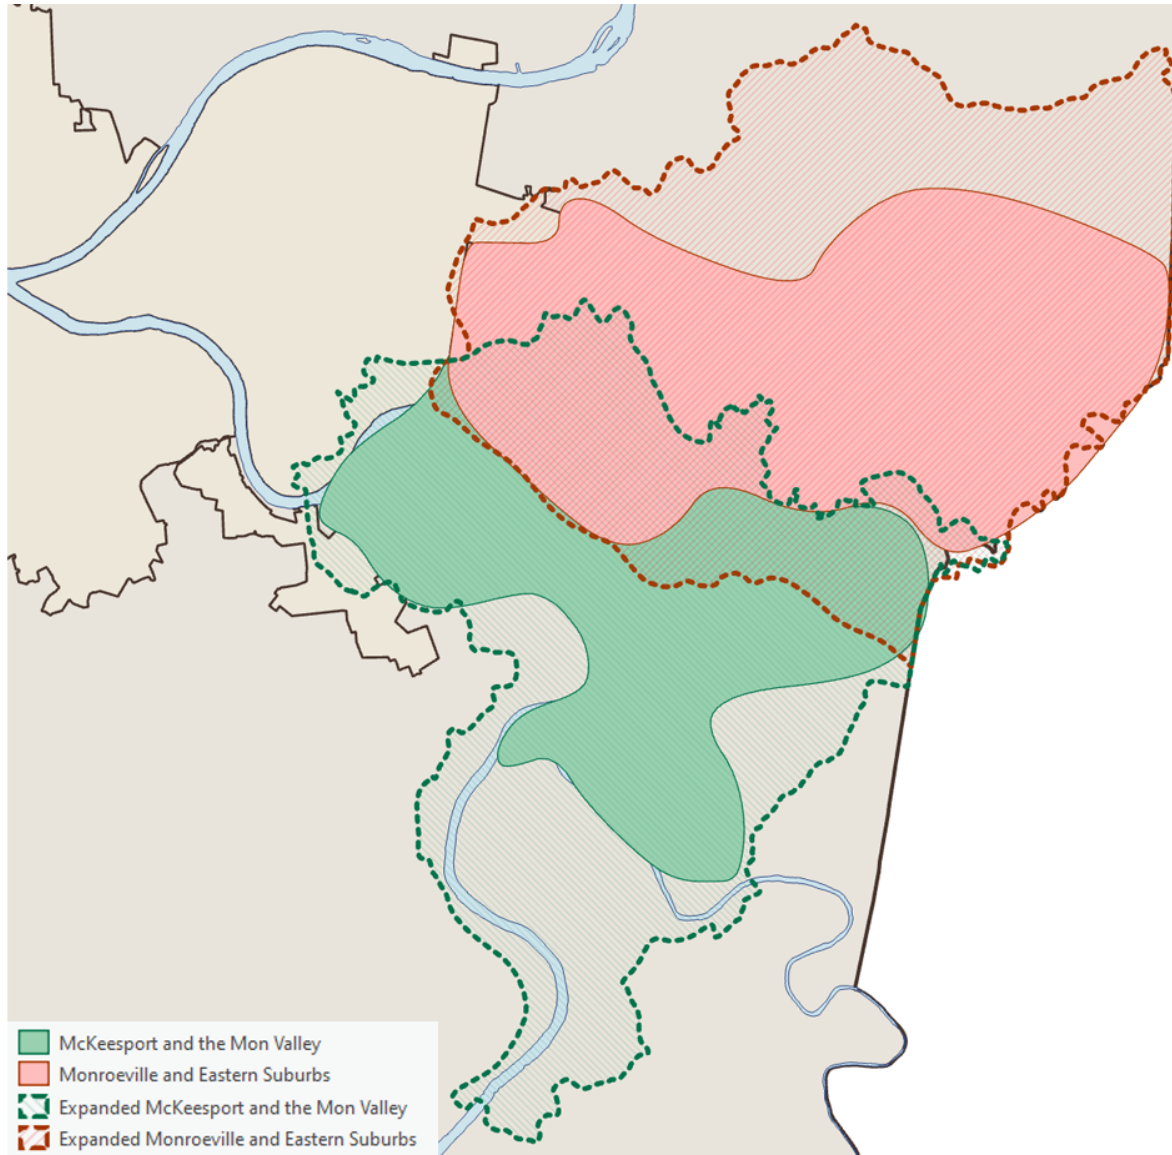 McKeesport and the Mon Valley
Monroeville and Eastern Suburbs
Expanded McKeesport and the Mon Valley
Expanded Monroeville and Eastern Suburbs